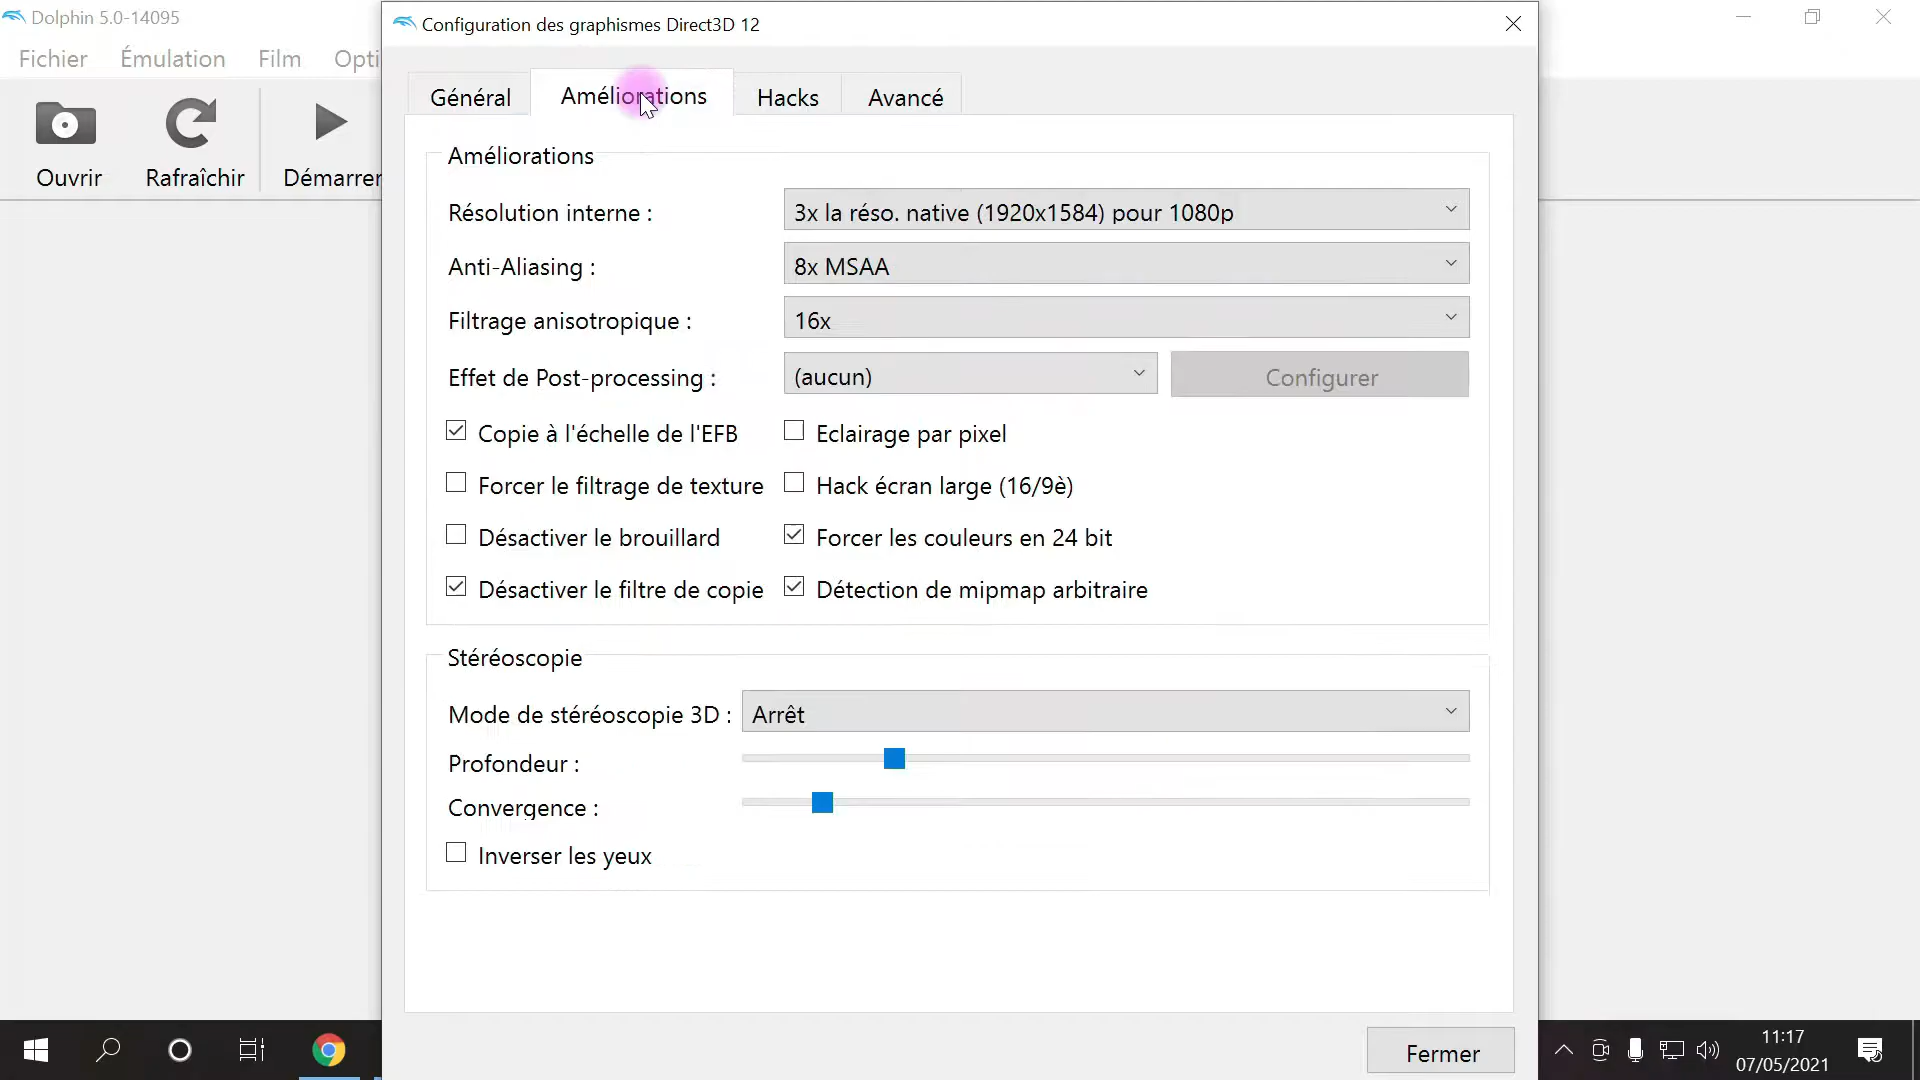 Dolphin 5.0-14095
Configuration des graphismes Direct3D 12
Fichier Émulation Film Opti
Général Améliorations Hacks Avancé
Ouvrir Rafraîchir Démarrer
Améliorations
Résolution interne : 3x la réso. native (1920x1584) pour 1080p
Anti-Aliasing : 8x MSAA
Filtrage anisotropique : 16x
Effet de Post-processing : (aucun) Configurer
Copie à l'échelle de l'EFB Eclairage par pixel
Forcer le filtrage de texture Hack écran large (16/9è)
Désactiver le brouillard Forcer les couleurs en 24 bit
Désactiver le filtre de copie Détection de mipmap arbitraire
Stéréoscopie
Mode de stéréoscopie 3D : Arrêt
Profondeur :
Convergence :
Inverser les yeux
Fermer
11:17
07/05/2021